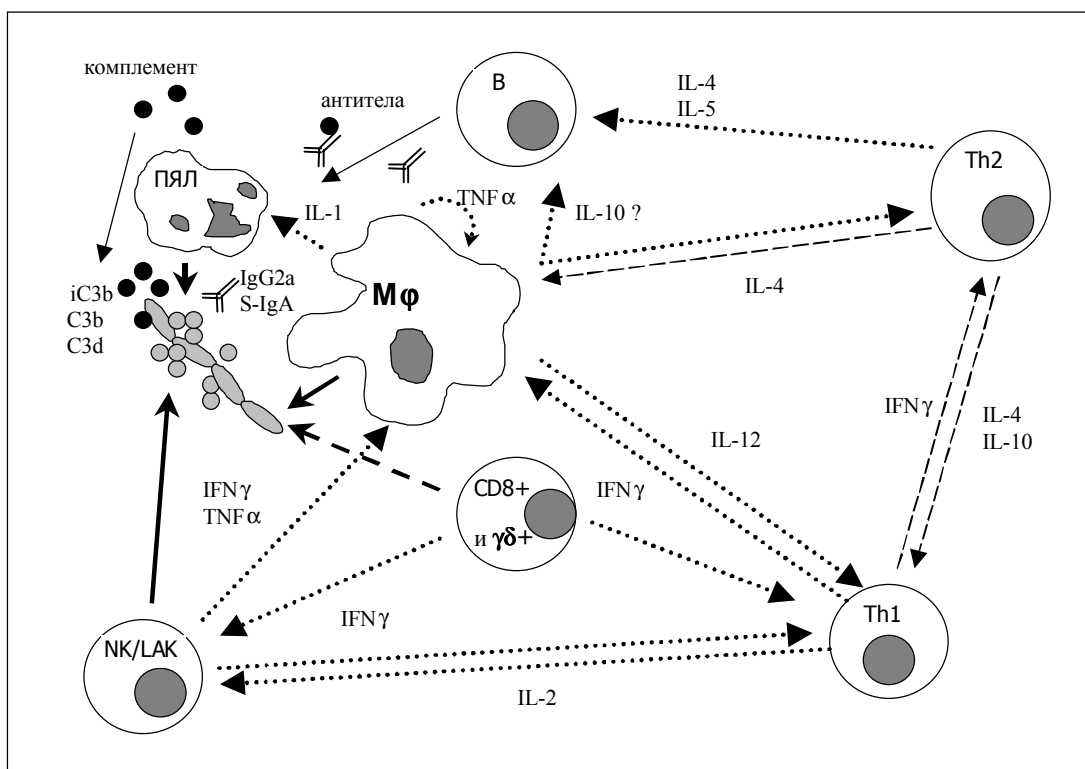 комплемент
антитела
B
IL-4
IL-5
Th2
ПЯЛ
IL-1
TNFα
IL-10 ?
iC3b
C3b
C3d
IgG2a
S-IgA
Мφ
IL-4
IFNγ
IL-4
IL-10
IL-12
IFNγ
TNFα
CD8+
и γδ+
IFNγ
IFNγ
NK/LAK
Th1
IL-2